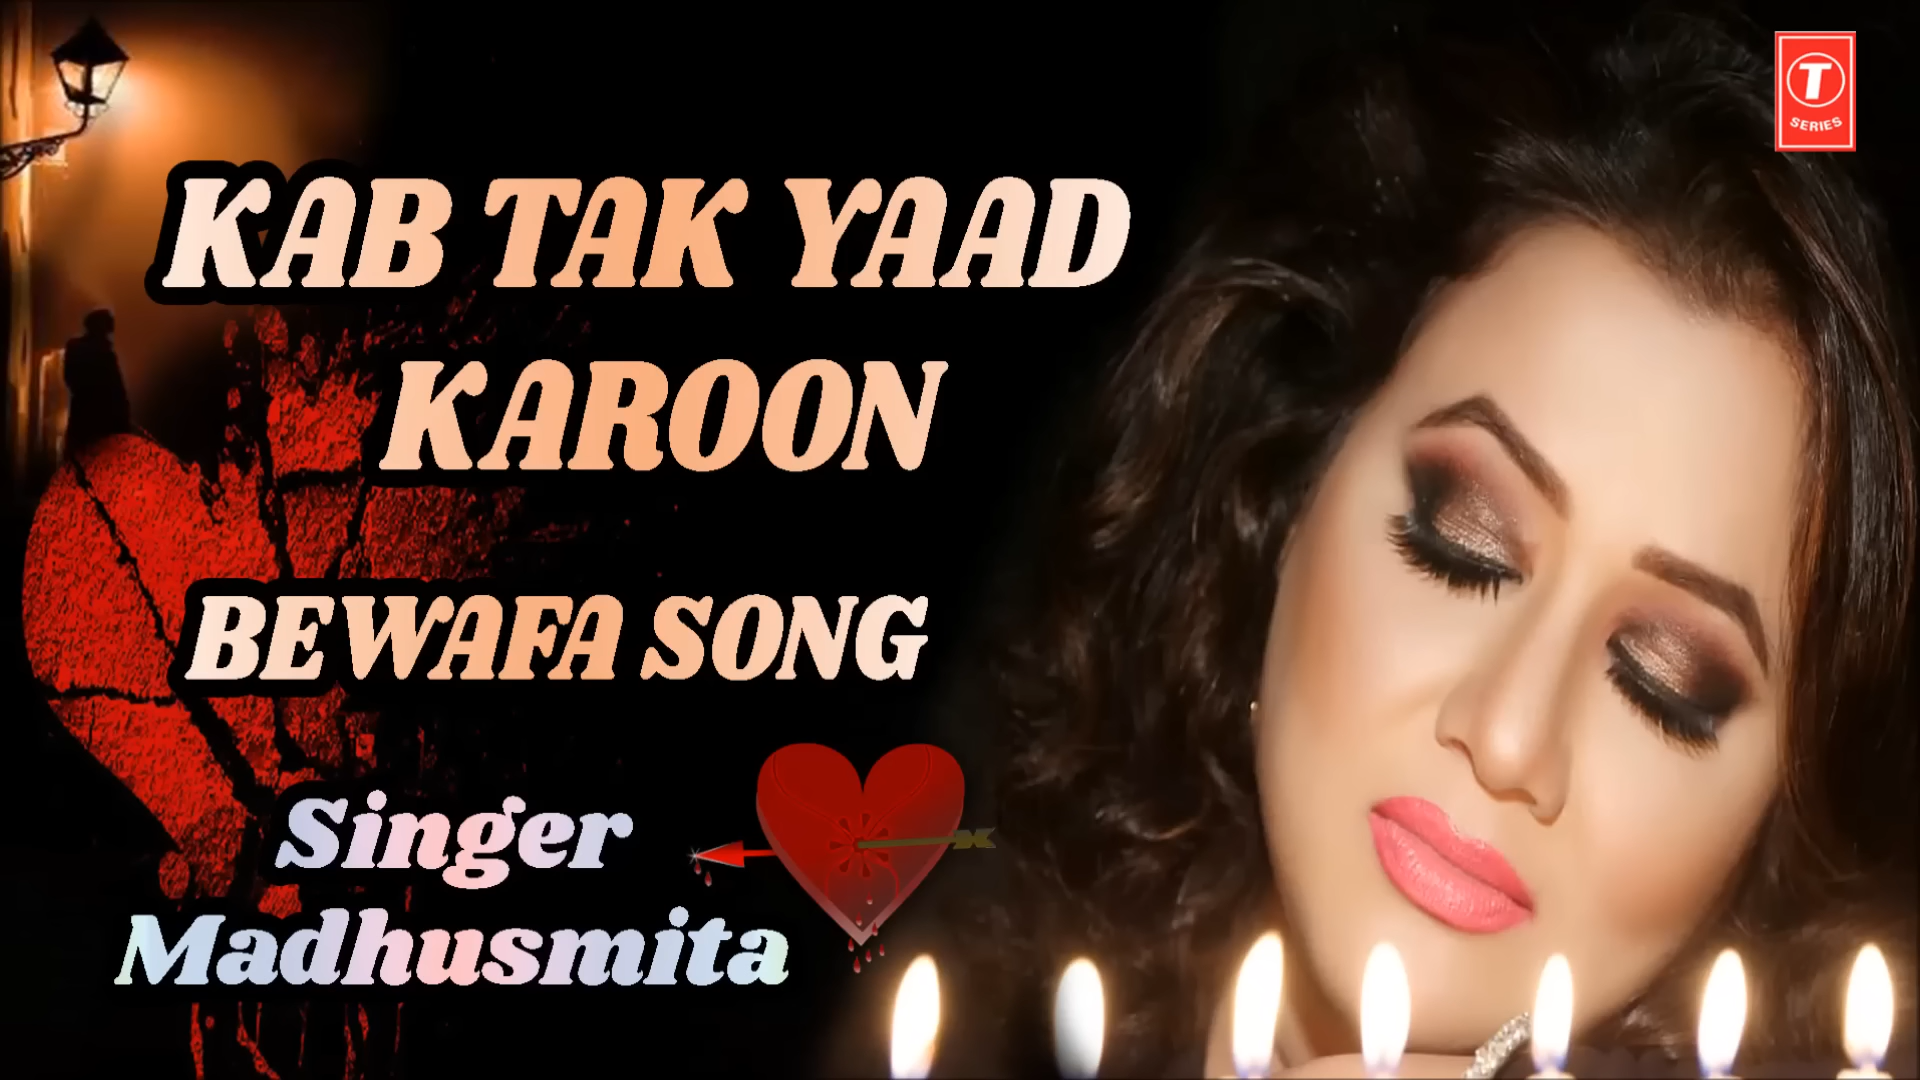 T
SERIES
KAB TAK YAAD
KAROON
BEWAFA SONG
Singer
Madhusmita